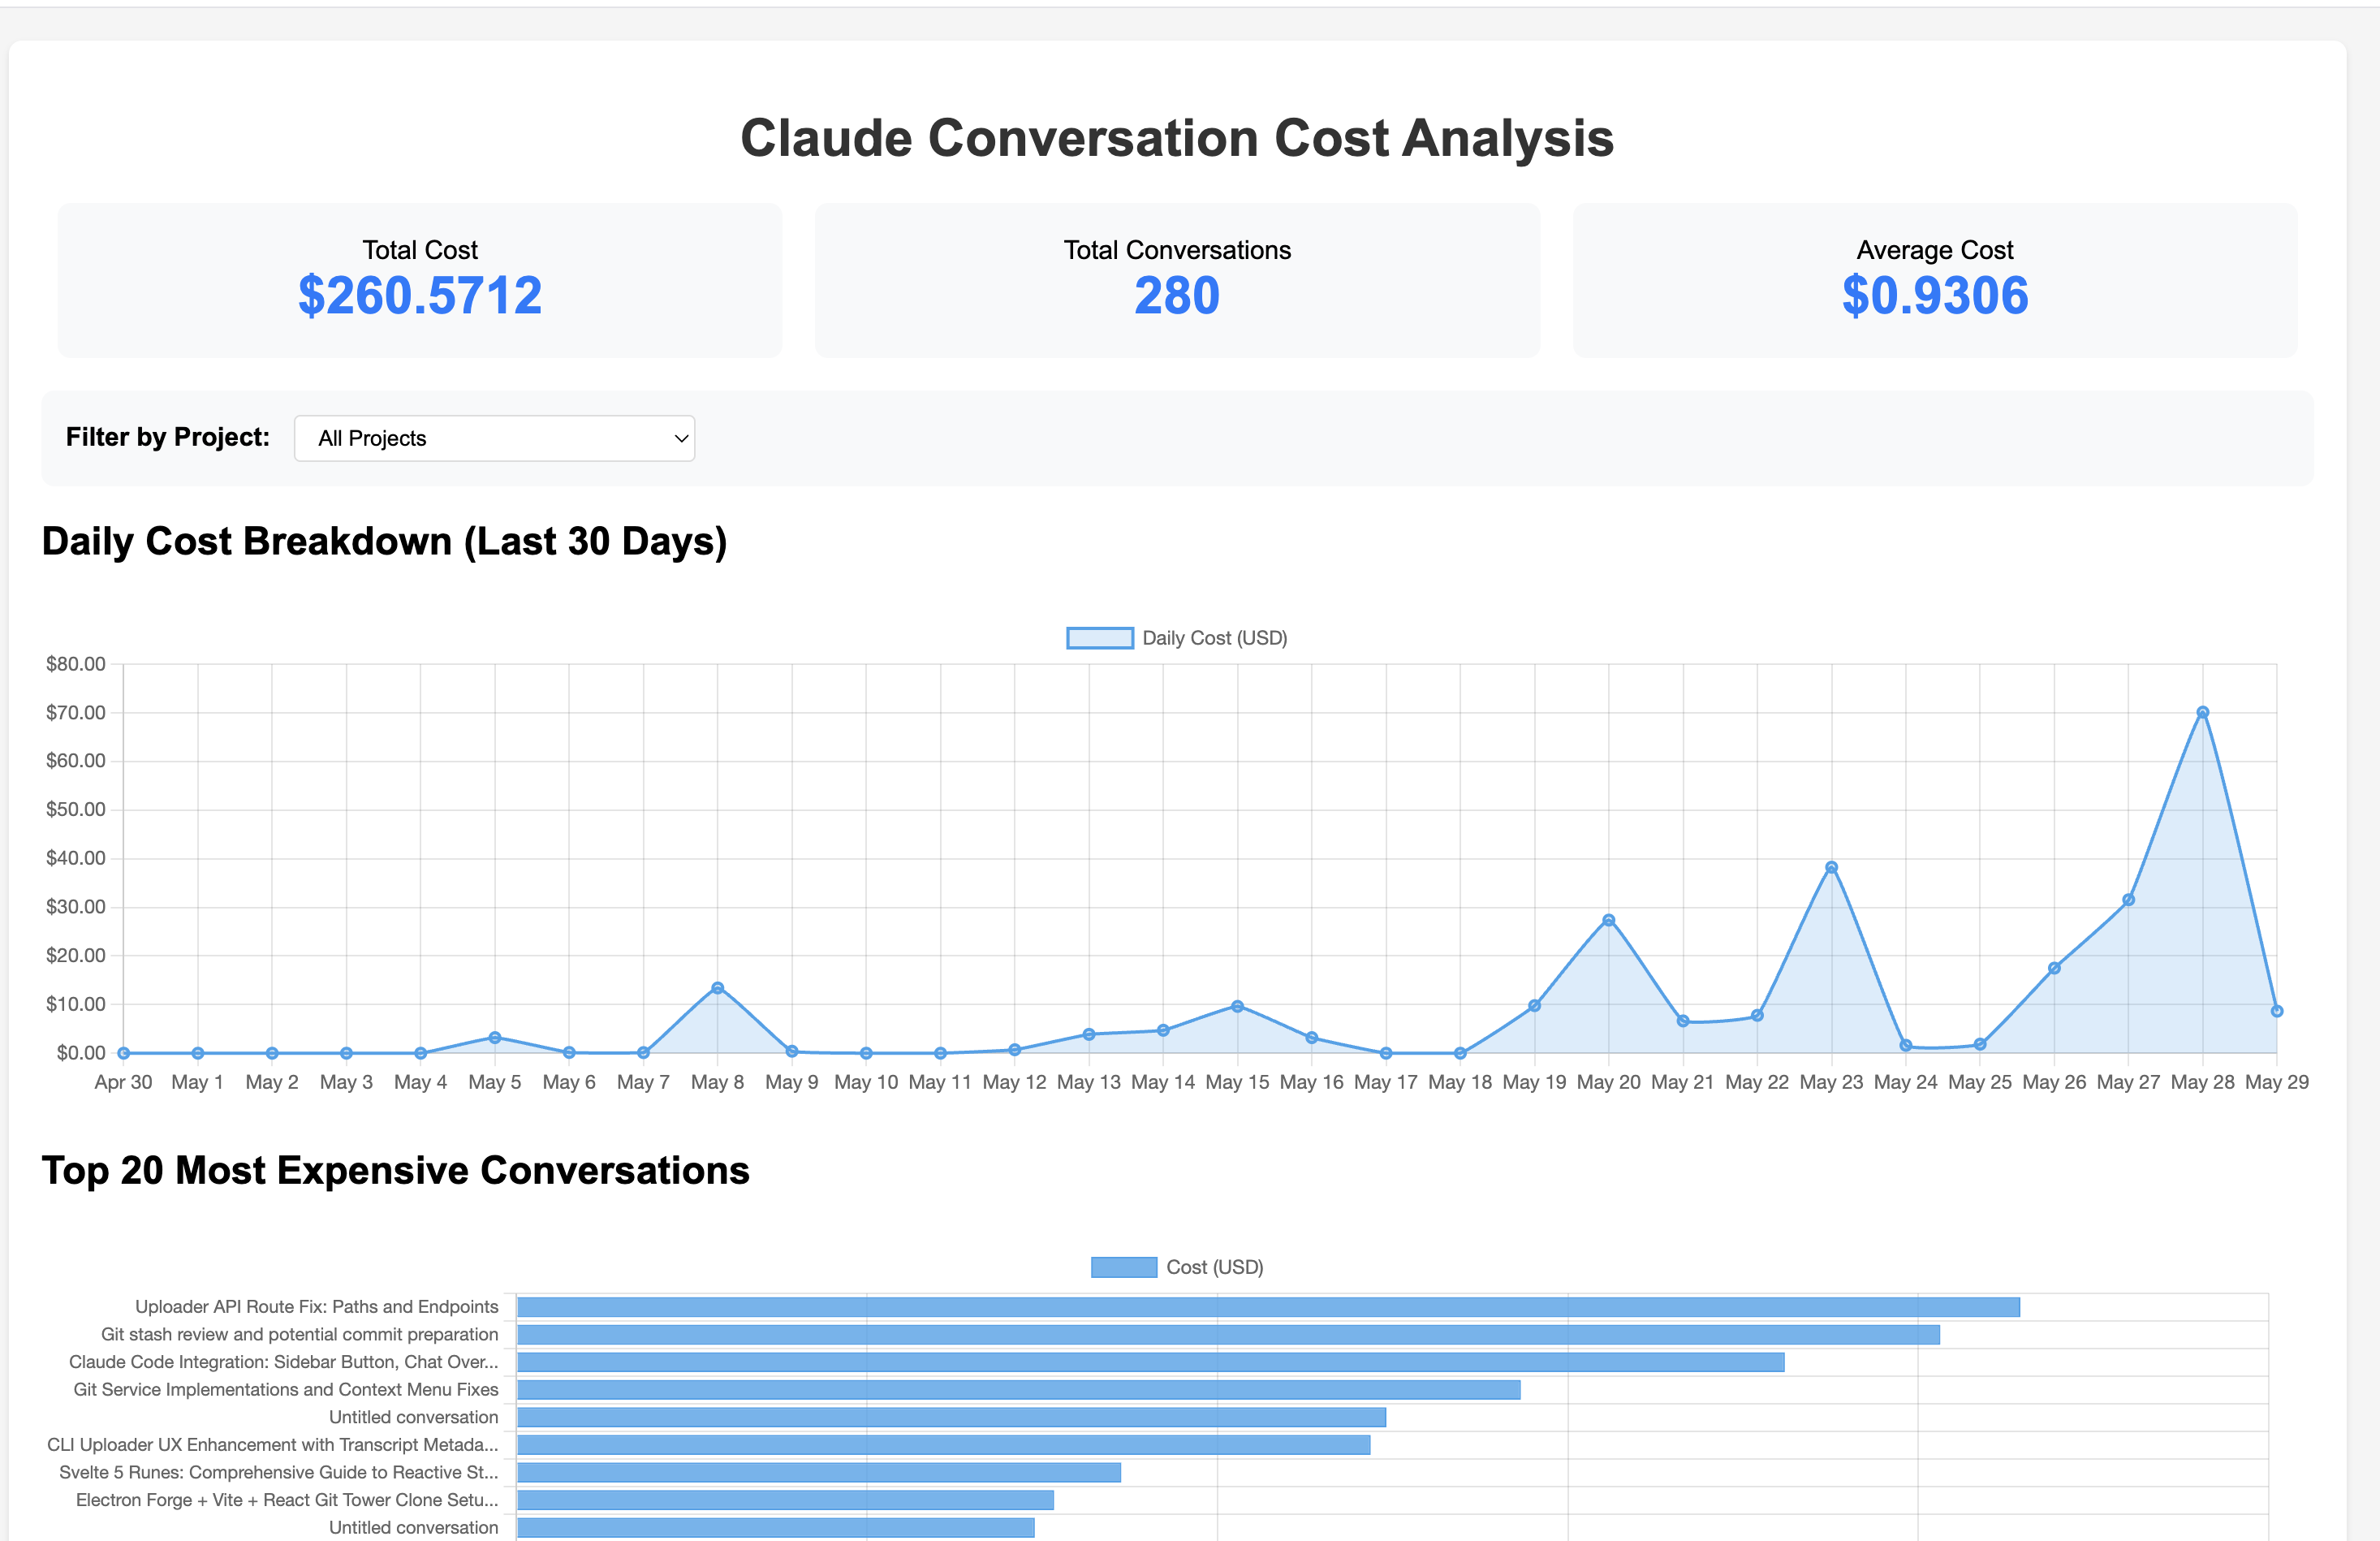 Claude Conversation Cost Analysis
Total Cost
$260.5712
Total Conversations
280
Average Cost
$0.9306
Filter by Project:
All Projects
Daily Cost Breakdown (Last 30 Days)
Daily Cost (USD)
$80.00
$70.00
$60.00
$50.00
$40.00
$30.00
$20.00
$10.00
$0.00
Apr 30 May 1 May 2 May 3 May 4 May 5 May 6 May 7 May 8 May 9 May 10 May 11 May 12 May 13 May 14 May 15 May 16 May 17 May 18 May 19 May 20 May 21 May 22 May 23 May 24 May 25 May 26 May 27 May 28 May 29
Top 20 Most Expensive Conversations
Cost (USD)
Uploader API Route Fix: Paths and Endpoints
Git stash review and potential commit preparation
Claude Code Integration: Sidebar Button, Chat Over...
Git Service Implementations and Context Menu Fixes
Untitled conversation
CLI Uploader UX Enhancement with Transcript Metada...
Svelte 5 Runes: Comprehensive Guide to Reactive St...
Electron Forge + Vite + React Git Tower Clone Setu...
Untitled conversation